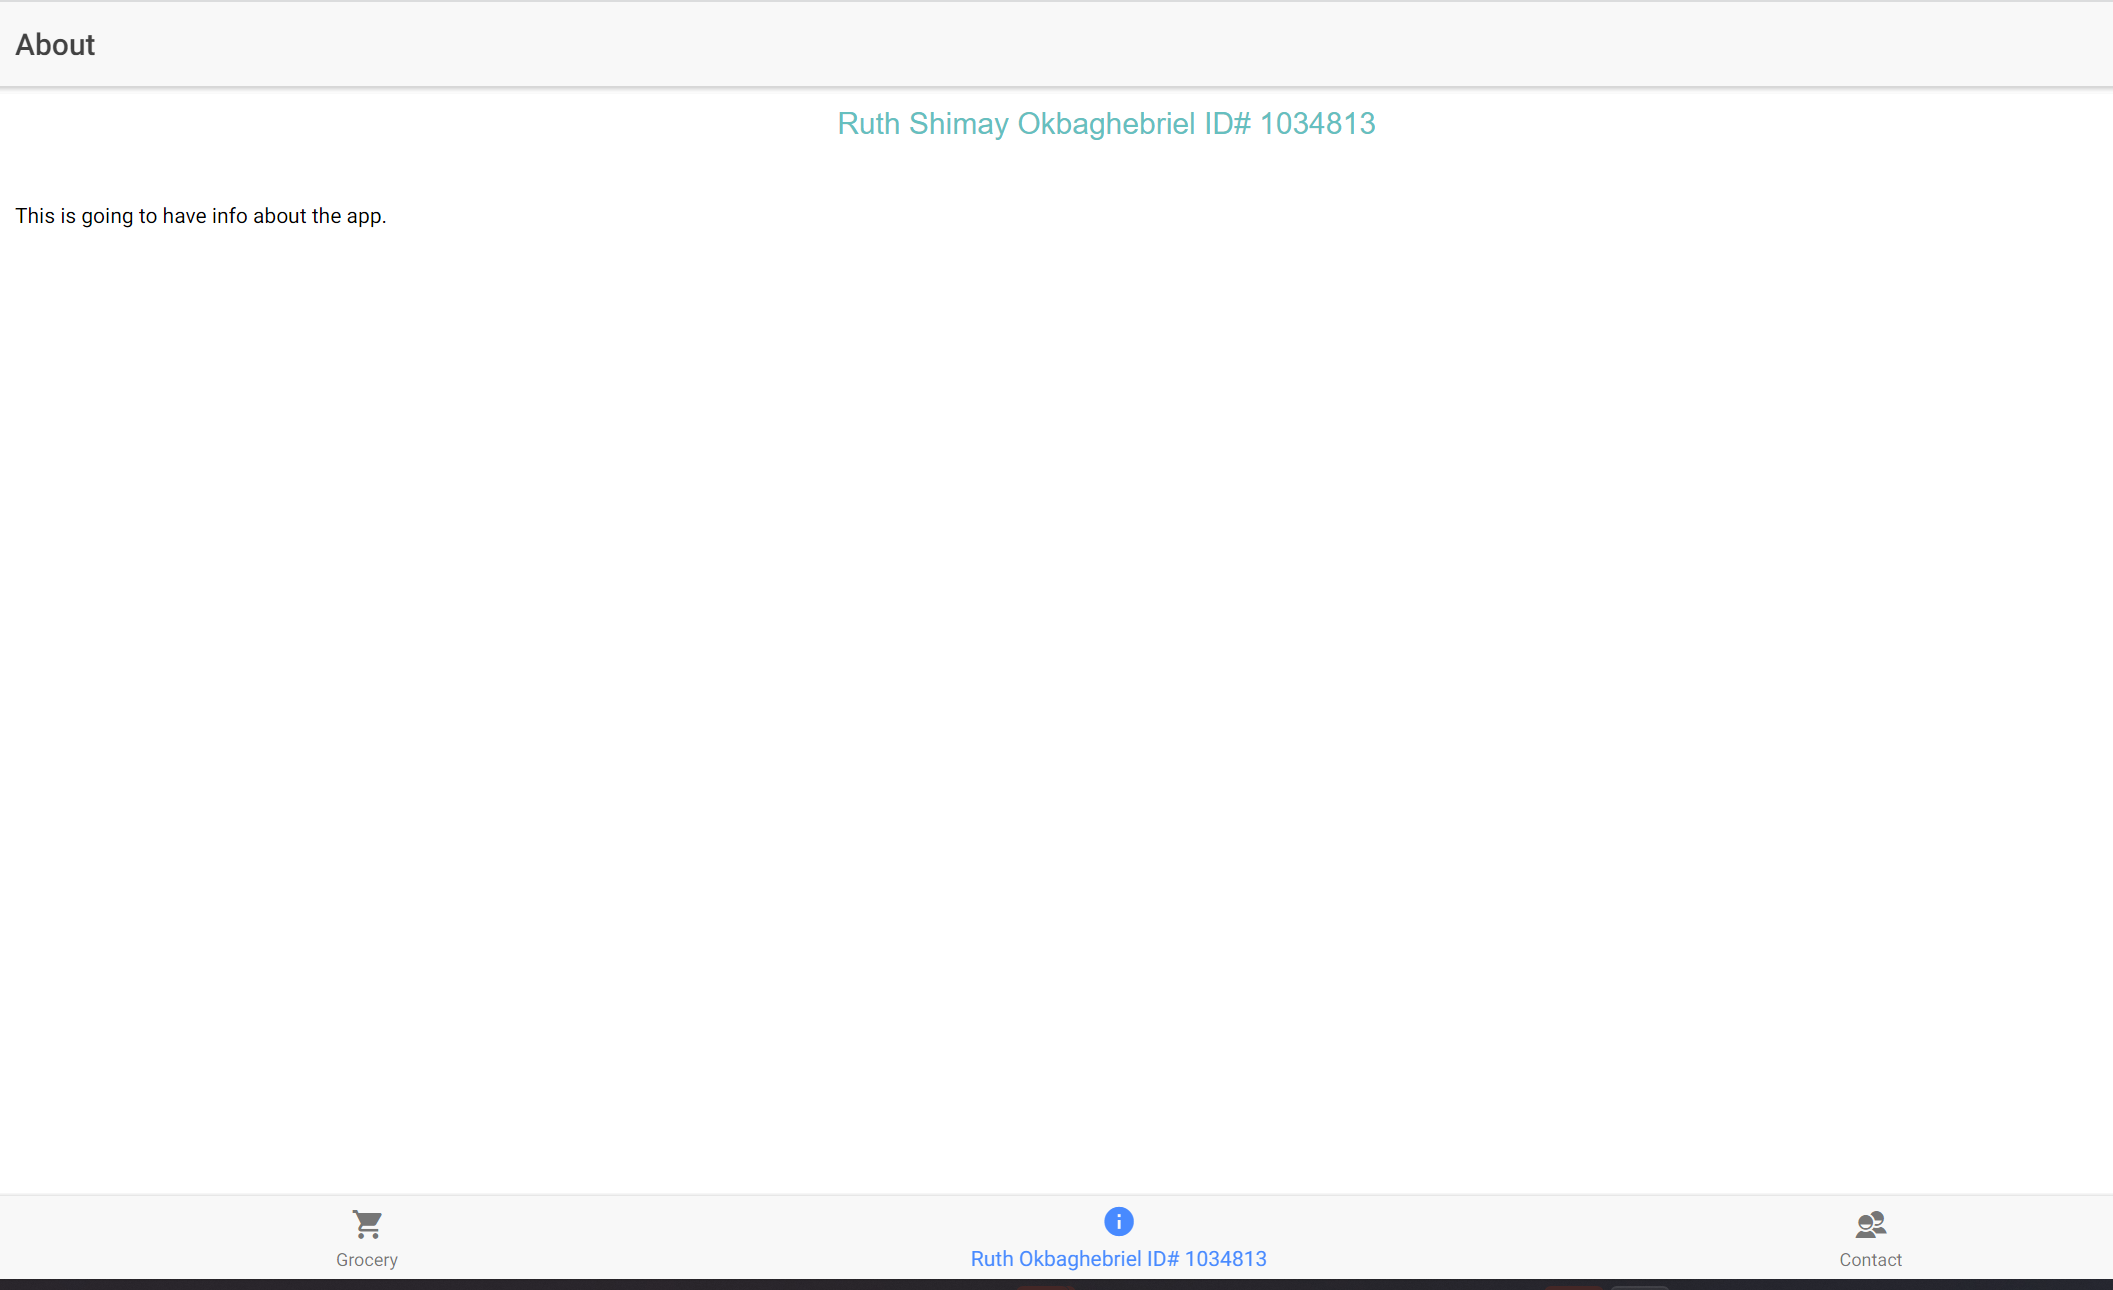 About
Ruth Shimay Okbaghebriel ID# 1034813
This is going to have info about the app.
Grocery
Ruth Okbaghebriel ID# 1034813
Contact